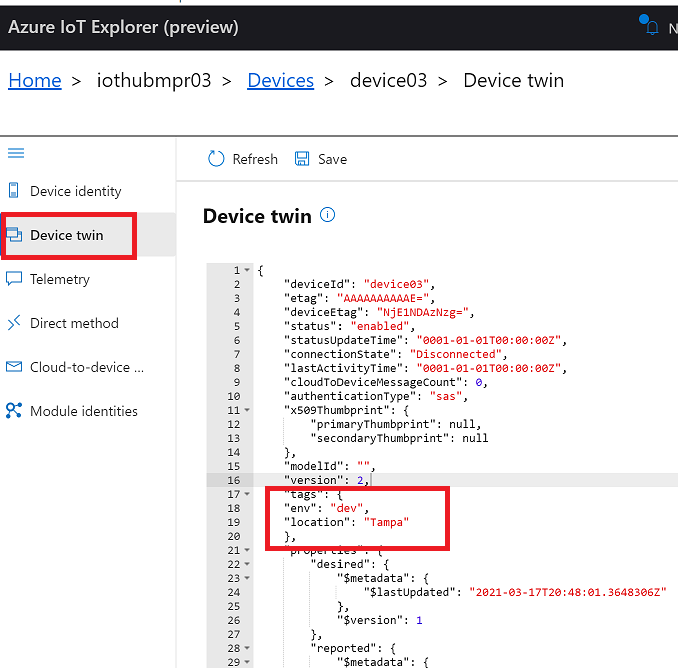 Azure IoT Explorer (preview)
N
Home > iothubmpr03 > Devices > device03 > Device twin
Refresh Save
Device identity
Device twin
Telemetry
Direct method
Cloud-to-device ...
Module identities
Device twin
1 {
2 "deviceId": "device03",
3 "etag": "AAAAAAAAAAE=",
4 "deviceEtag": "NjE1NDAzNzg=",
5 "status": "enabled",
6 "statusUpdateTime": "0001-01-01T00:00:00Z",
7 "connectionState": "Disconnected",
8 "lastActivityTime": "0001-01-01T00:00:00Z",
9 "cloudToDeviceMessageCount": 0,
10 "authenticationType": "sas",
11 "x509Thumbprint": {
12 "primaryThumbprint": null,
13 "secondaryThumbprint": null
14 },
15 "modelId": "",
16 "version": 2,
17 "tags": {
18 "env": "dev",
19 "location": "Tampa"
20 },
21 "properties": {
22 "desired": {
23 "$metadata": {
24 "$lastUpdated": "2021-03-17T20:48:01.3648306Z"
25 },
26 "$version": 1
27 },
28 "reported": {
29 "$metadata": {